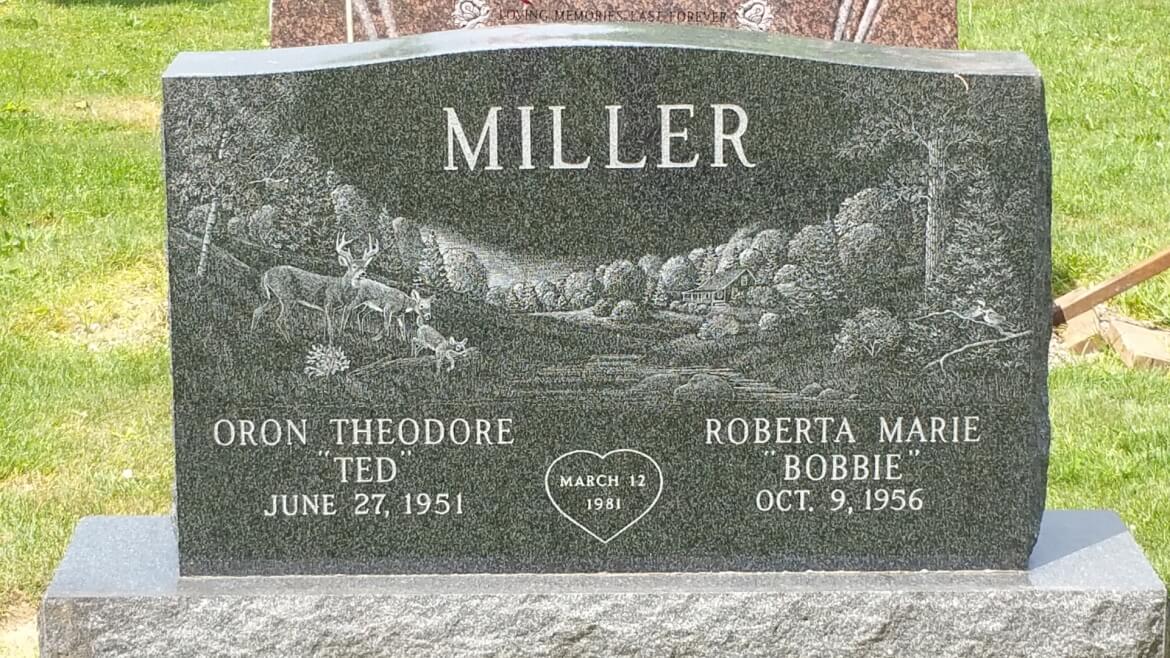 LOVING MEMORIES LAST FOREVER
MILLER
ORON THEODORE
"TED"
JUNE 27, 1951
MARCH 12
1981
ROBERTA MARIE
"BOBBIE"
OCT. 9, 1956